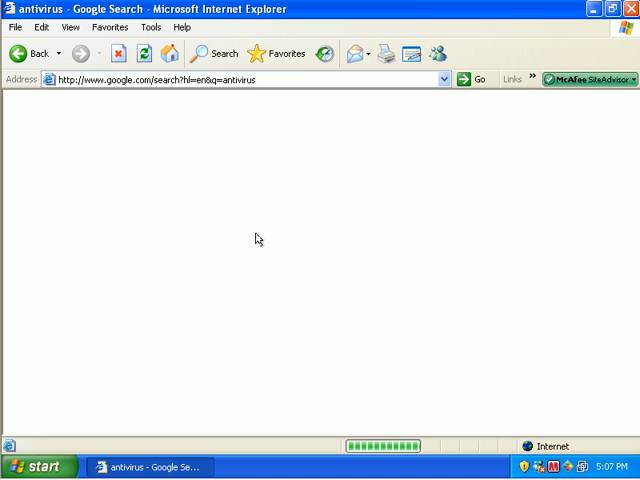 antivirus - Google Search - Microsoft Internet Explorer
File Edit View Favorites Tools Help
Back Search Favorites
Address http://www.google.com/search?hl=en&q=antivirus Go Links » McAfee SiteAdvisor
Internet
start antivirus - Google Se... 5:07 PM